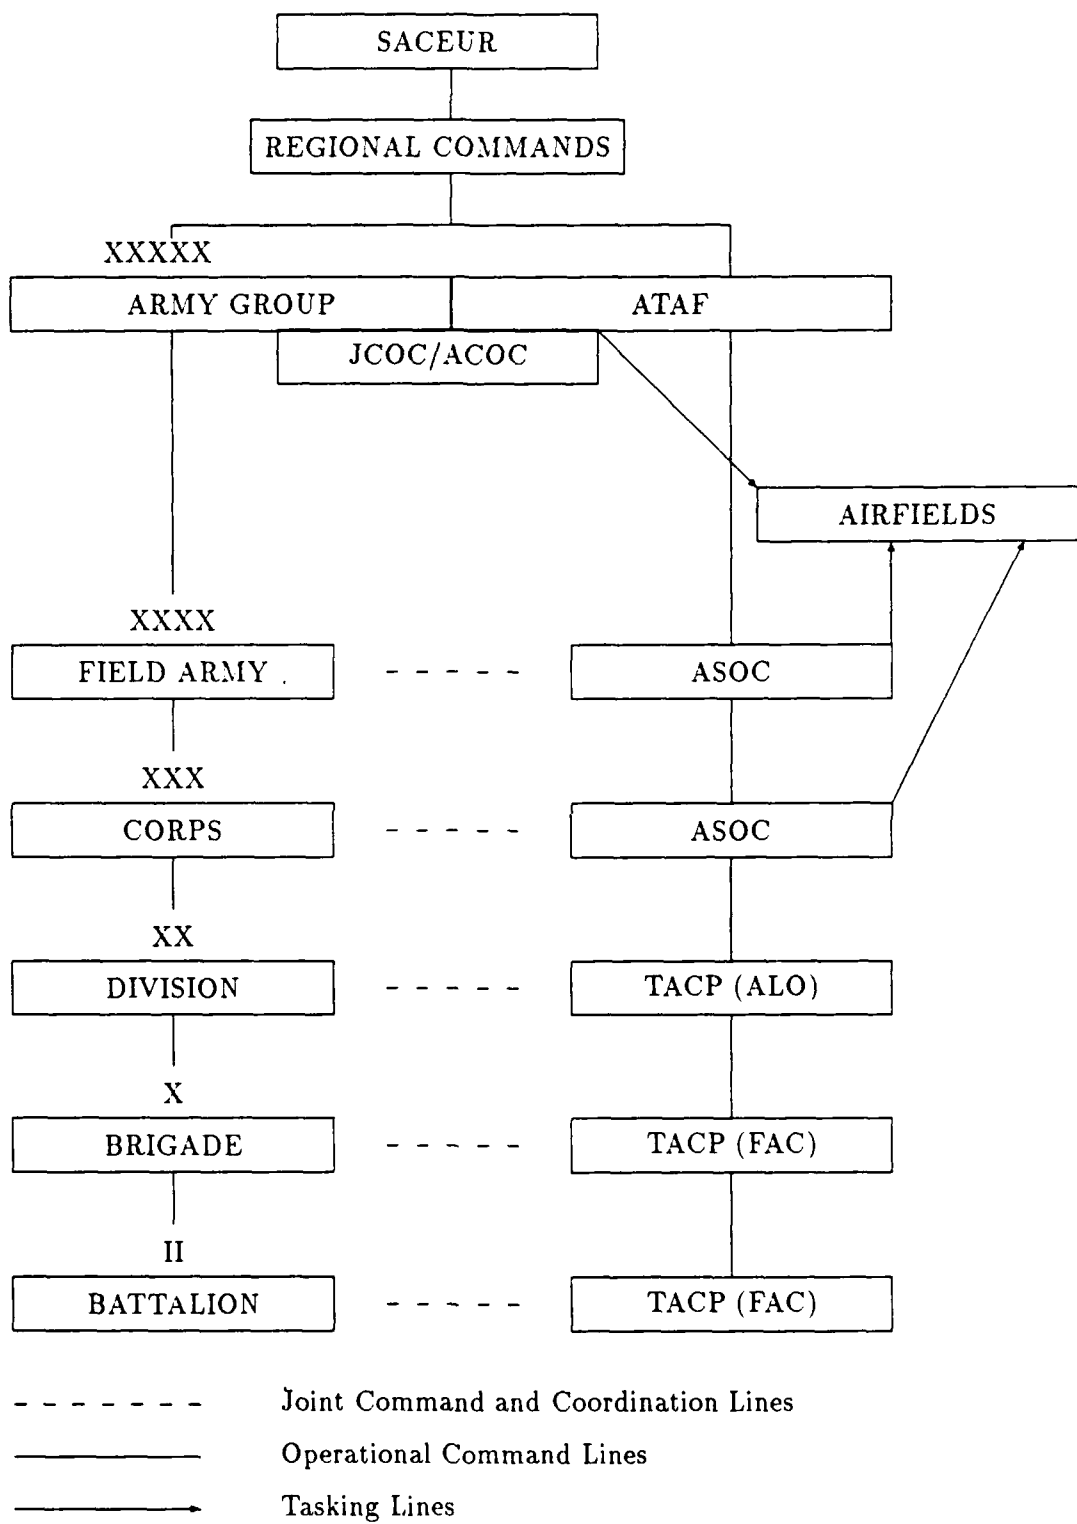 SACEUR
REGIONAL COMMANDS
XXXXX
ARMY GROUP ATAF
JCOC/ACOC
AIRFIELDS
XXXX
FIELD ARMY ASOC
XXX
CORPS ASOC
XX
DIVISION TACP (ALO)
X
BRIGADE TACP (FAC)
II
BATTALION TACP (FAC)
Joint Command and Coordination Lines
Operational Command Lines
Tasking Lines